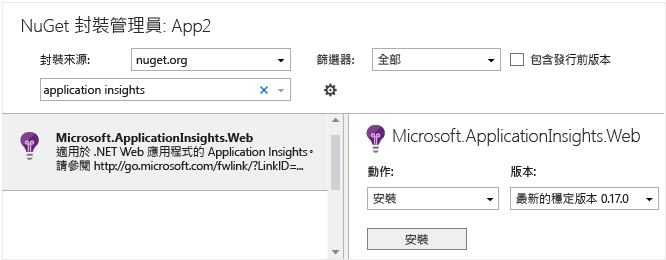 NuGet 封裝管理員: App2
封裝來源: nuget.org 篩選器: 全部 包含發行前版本
application insights
Microsoft.ApplicationInsights.Web
適用於 .NET Web 應用程式的 Application Insights。
請參閱 http://go.microsoft.com/fwlink/?LinkID=...
Microsoft.ApplicationInsights.Web
動作: 版本:
安裝 最新的穩定版本 0.17.0
安裝